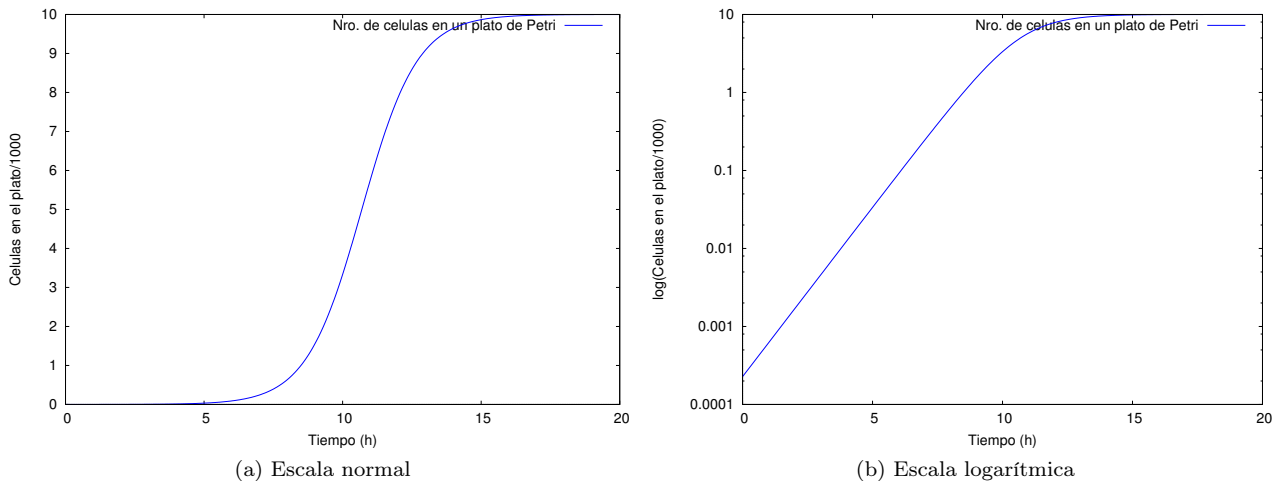 Nro. de celulas en un plato de Petri
10
9
8
7
6
5
4
3
2
1
0
Celulas en el plato/1000
0 5 10 15 20
Tiempo (h)
(a) Escala normal
Nro. de celulas en un plato de Petri
10
1
0.1
0.01
0.001
0.0001
log(Celulas en el plato/1000)
0 5 10 15 20
Tiempo (h)
(b) Escala logarítmica